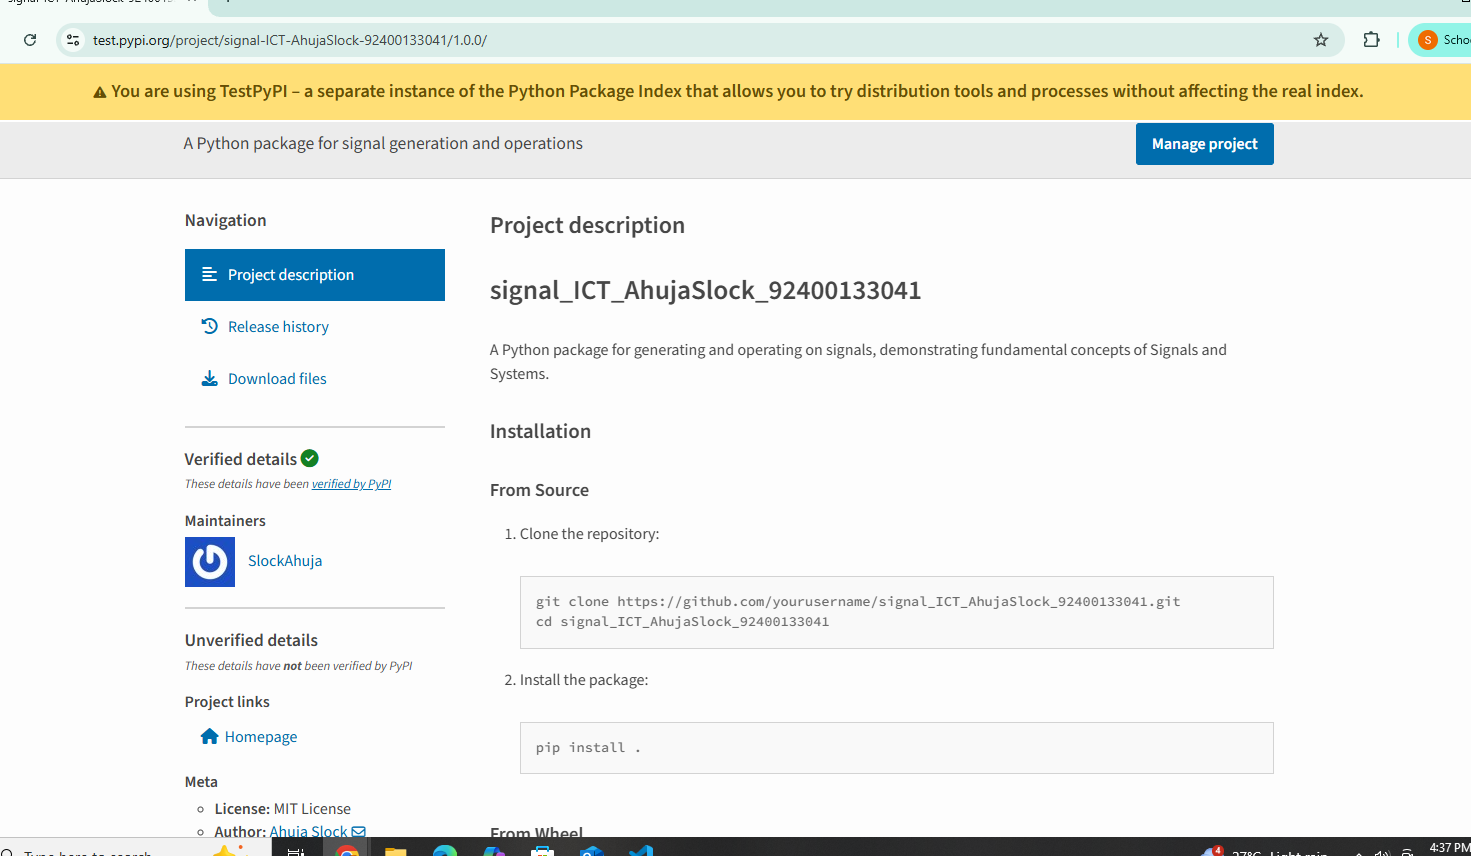 test.pypi.org/project/signal-ICT-AhujaSlock-92400133041/1.0.0/
S
You are using TestPyPI – a separate instance of the Python Package Index that allows you to try distribution tools and processes without affecting the real index.
A Python package for signal generation and operations
Manage project
Navigation
Project description
Release history
Download files
Verified details
These details have been verified by PyPI
Maintainers
SlockAhuja
Unverified details
These details have not been verified by PyPI
Project links
Homepage
Meta
License: MIT License
Author: Ahuja Slock
Project description
signal_ICT_AhujaSlock_92400133041
A Python package for generating and operating on signals, demonstrating fundamental concepts of Signals and
Systems.
Installation
From Source
1. Clone the repository:
git clone https://github.com/yourusername/signal_ICT_AhujaSlock_92400133041.git
cd signal_ICT_AhujaSlock_92400133041
2. Install the package:
pip install .
From Wheel
Type here to search
4
27°C Light rain
4:37 PM